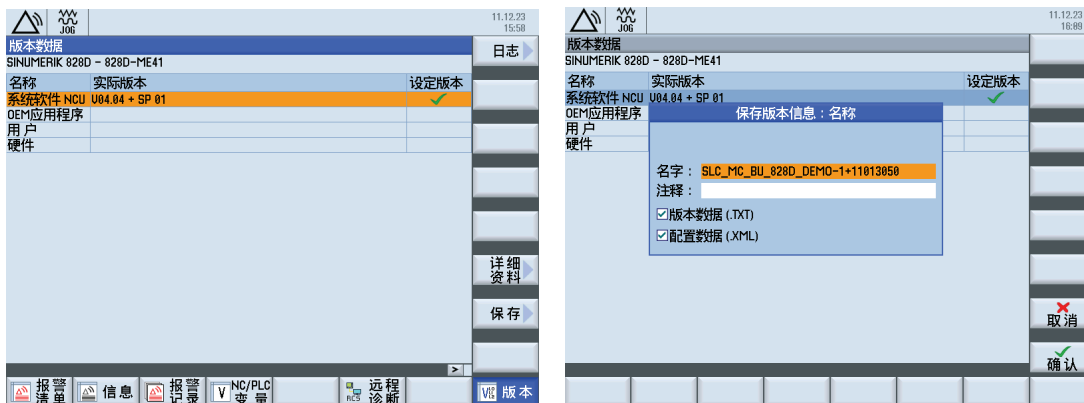 JOG
11.12.23
15:58
版本数据
SINUMERIK 828D - 828D-ME41
名称 实际版本 设定版本
系统软件 NCU V04.04 + SP 01
OEM应用程序
用户
硬件
日志
详细
资料
保存
报警
清单
信息
报警
记录
NC/PLC
变量
RCS
远程
诊断
版本
JOG
11.12.23
16:09
版本数据
SINUMERIK 828D - 828D-ME41
名称 实际版本 设定版本
系统软件 NCU V04.04 + SP 01
OEM应用程序
用户
硬件
保存版本信息：名称
名字： SLC_MC_BU_828D_DEMO-1+11013050
注释：
版本数据 (.TXT)
配置数据 (.XML)
取消
确认